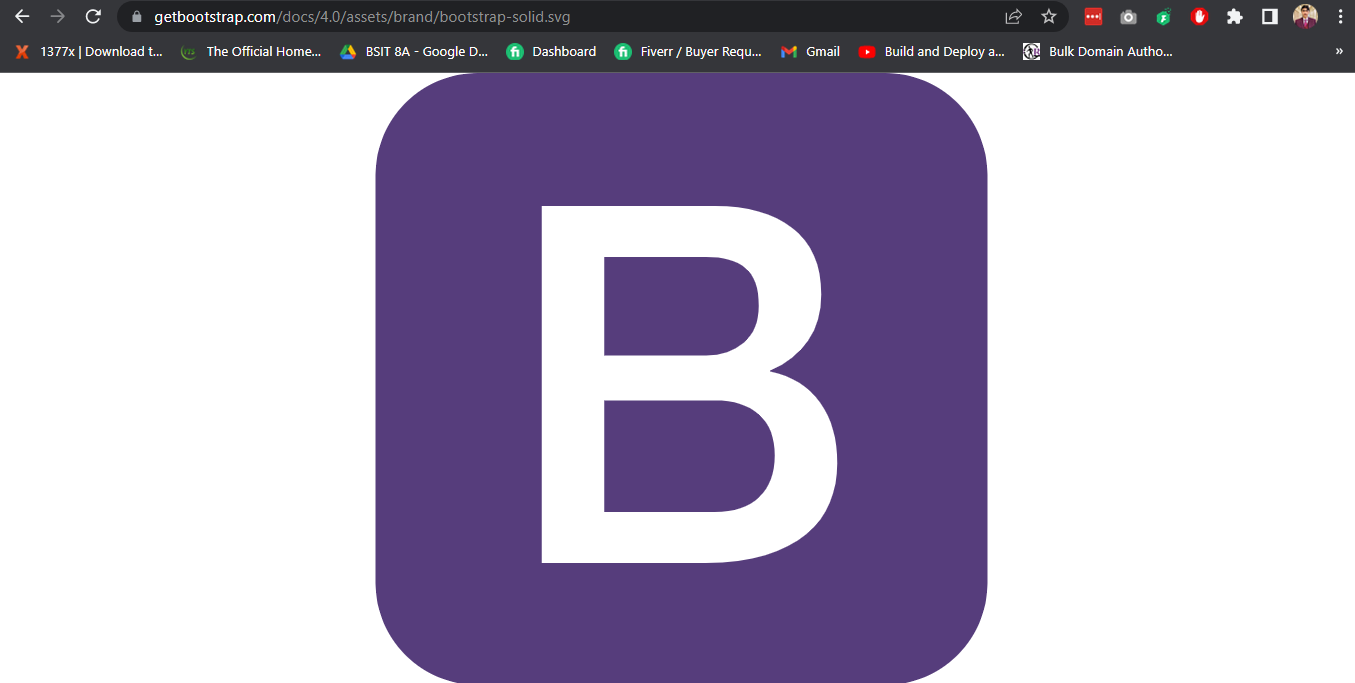 getbootstrap.com/docs/4.0/assets/brand/bootstrap-solid.svg
1377x | Download t... The Official Home... BSIT 8A - Google D... Dashboard Fiverr / Buyer Requ... Gmail Build and Deploy a... Bulk Domain Autho... »
B